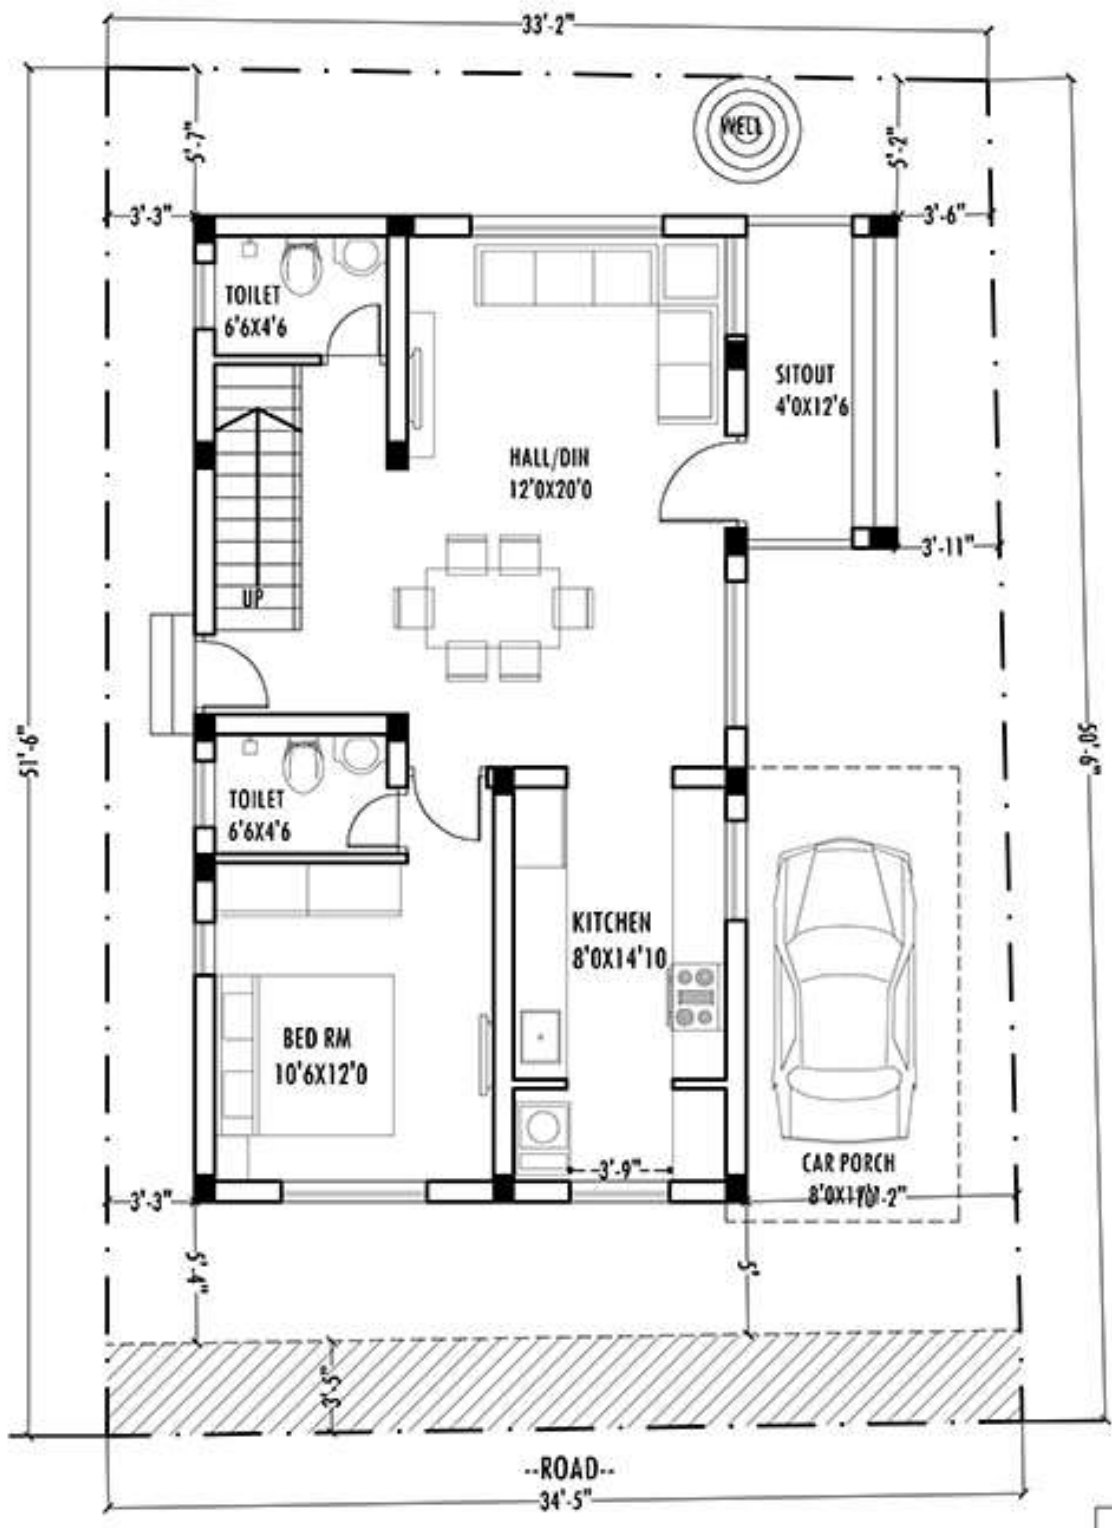 33'-2"
WELL
5'-7"
5'-2"
3'-3"
3'-6"
TOILET
6'6X4'6
SITOUT
4'0X12'6
HALL/DIN
12'0X20'0
3'-11"
UP
51'-6"
50'-6"
TOILET
6'6X4'6
KITCHEN
8'0X14'10
BED RM
10'6X12'0
CAR PORCH
3'-9"
3'-3"
5'-4"
5'
3'-5"
--ROAD--
34'-5"